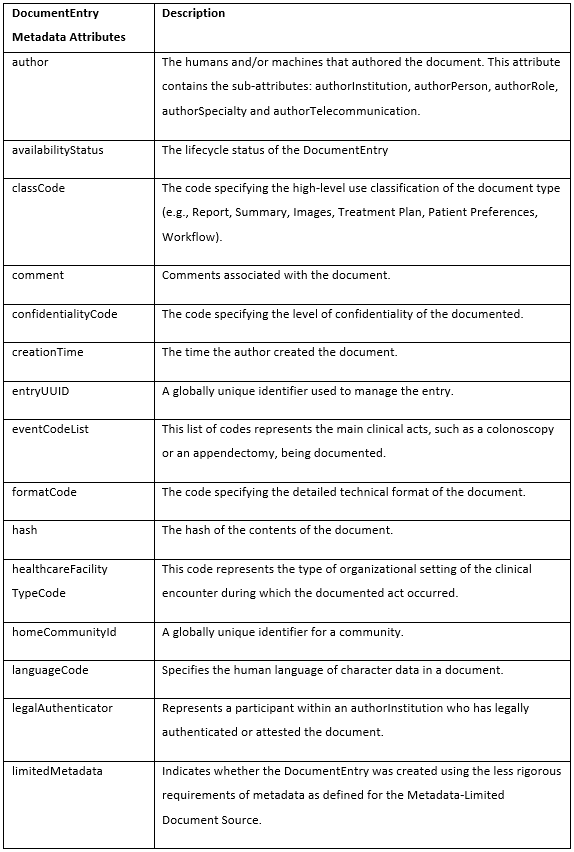 DocumentEntry
Metadata Attributes
Description
author
The humans and/or machines that authored the document. This attribute
contains the sub-attributes: authorInstitution, authorPerson, authorRole,
authorSpecialty and authorTelecommunication.
availabilityStatus
The lifecycle status of the DocumentEntry
classCode
The code specifying the high-level use classification of the document type
(e.g., Report, Summary, Images, Treatment Plan, Patient Preferences,
Workflow).
comment
Comments associated with the document.
confidentialityCode
The code specifying the level of confidentiality of the documented.
creationTime
The time the author created the document.
entryUUID
A globally unique identifier used to manage the entry.
eventCodeList
This list of codes represents the main clinical acts, such as a colonoscopy
or an appendectomy, being documented.
formatCode
The code specifying the detailed technical format of the document.
hash
The hash of the contents of the document.
healthcareFacility
TypeCode
This code represents the type of organizational setting of the clinical
encounter during which the documented act occurred.
homeCommunityId
A globally unique identifier for a community.
languageCode
Specifies the human language of character data in a document.
legalAuthenticator
Represents a participant within an authorInstitution who has legally
authenticated or attested the document.
limitedMetadata
Indicates whether the DocumentEntry was created using the less rigorous
requirements of metadata as defined for the Metadata-Limited
Document Source.